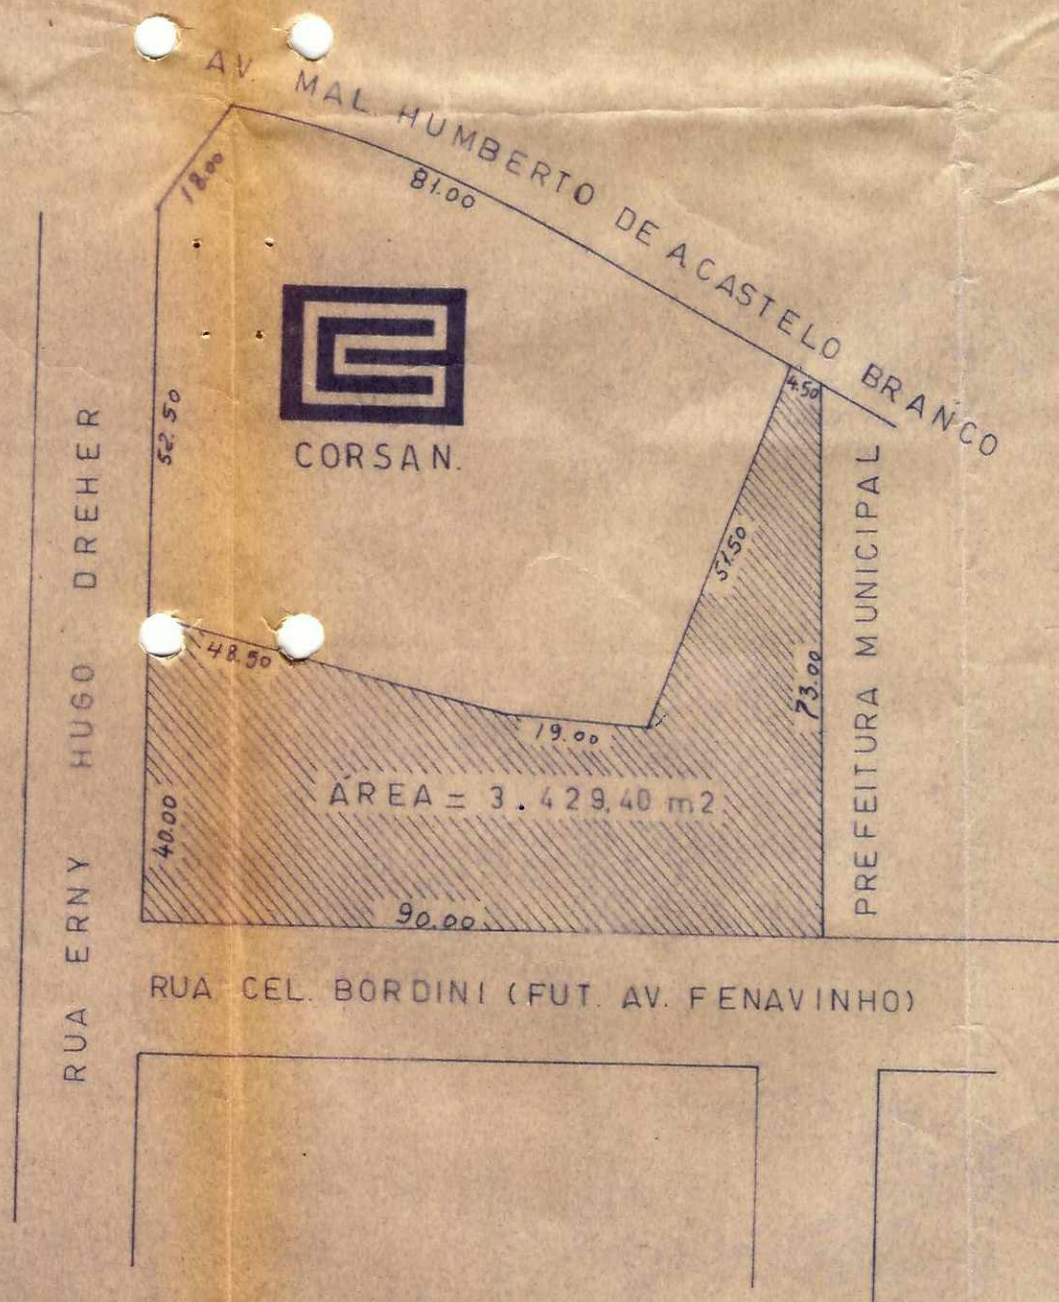 AV. MAL. HUMBERTO DE A CASTELO BRANCO
18.00
81.00
4.50
CORSAN.
52.50
51.50
RUA ERNY HUGO DREHER
PREFEITURA MUNICIPAL
48.50
19.00
73.00
ÁREA = 3.429,40 m2
40.00
90.00
RUA CEL. BORDINI (FUT. AV. FENAVINHO)